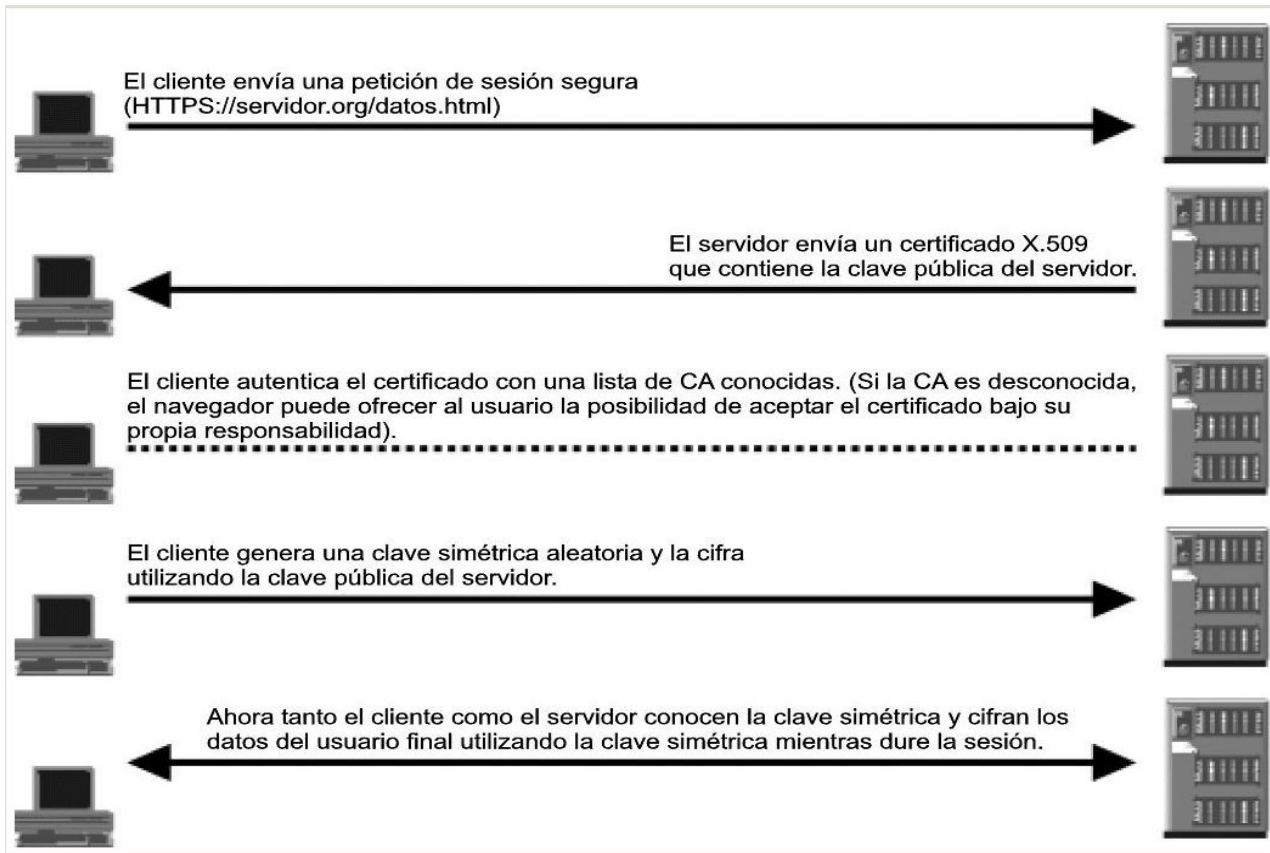 El cliente envía una petición de sesión segura
(HTTPS://servidor.org/datos.html)
El servidor envía un certificado X.509
que contiene la clave pública del servidor.
El cliente autentica el certificado con una lista de CA conocidas. (Si la CA es desconocida,
el navegador puede ofrecer al usuario la posibilidad de aceptar el certificado bajo su
propia responsabilidad).
El cliente genera una clave simétrica aleatoria y la cifra
utilizando la clave pública del servidor.
Ahora tanto el cliente como el servidor conocen la clave simétrica y cifran los
datos del usuario final utilizando la clave simétrica mientras dure la sesión.